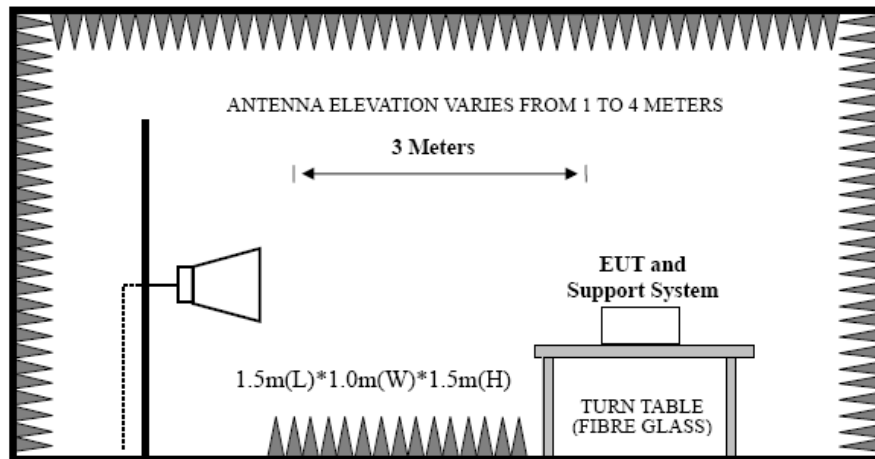 ANTENNA ELEVATION VARIES FROM 1 TO 4 METERS
3 Meters
EUT and
Support System
1.5m(L)*1.0m(W)*1.5m(H)
TURN TABLE
(FIBRE GLASS)